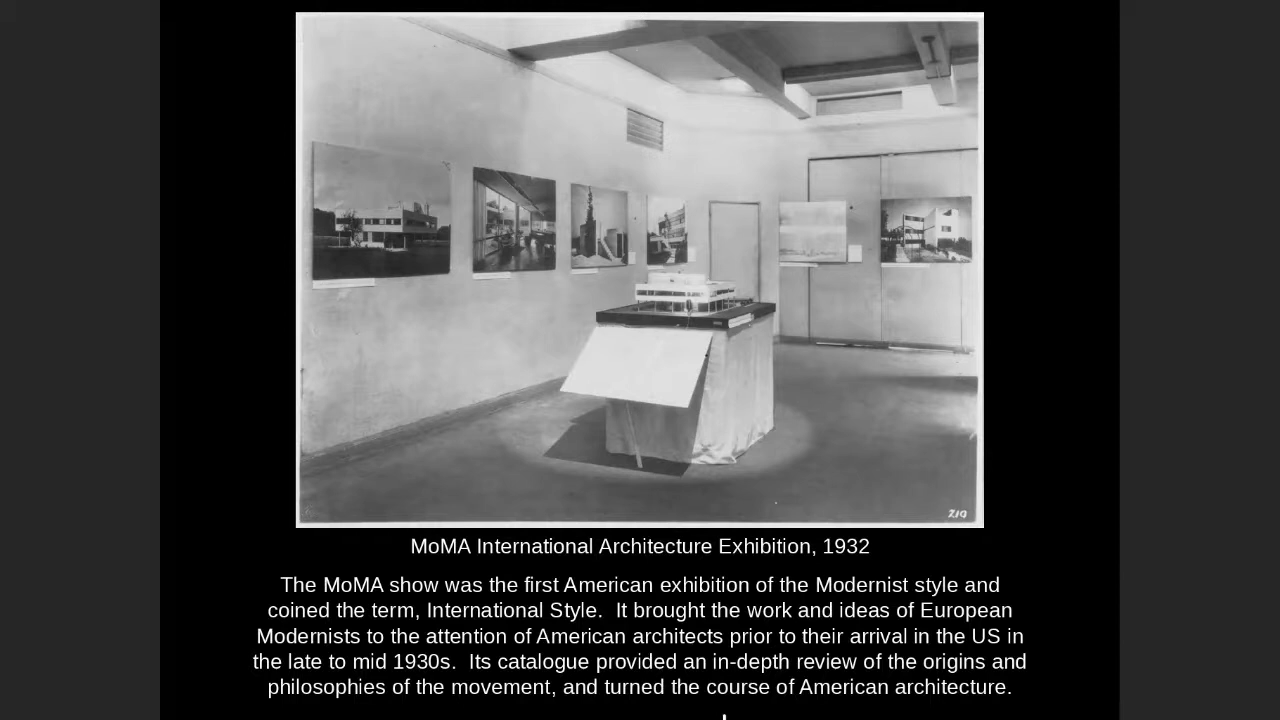 210
MoMA International Architecture Exhibition, 1932
The MoMA show was the first American exhibition of the Modernist style and
coined the term, International Style.  It brought the work and ideas of European
Modernists to the attention of American architects prior to their arrival in the US in
the late to mid 1930s.  Its catalogue provided an in-depth review of the origins and
philosophies of the movement, and turned the course of American architecture.